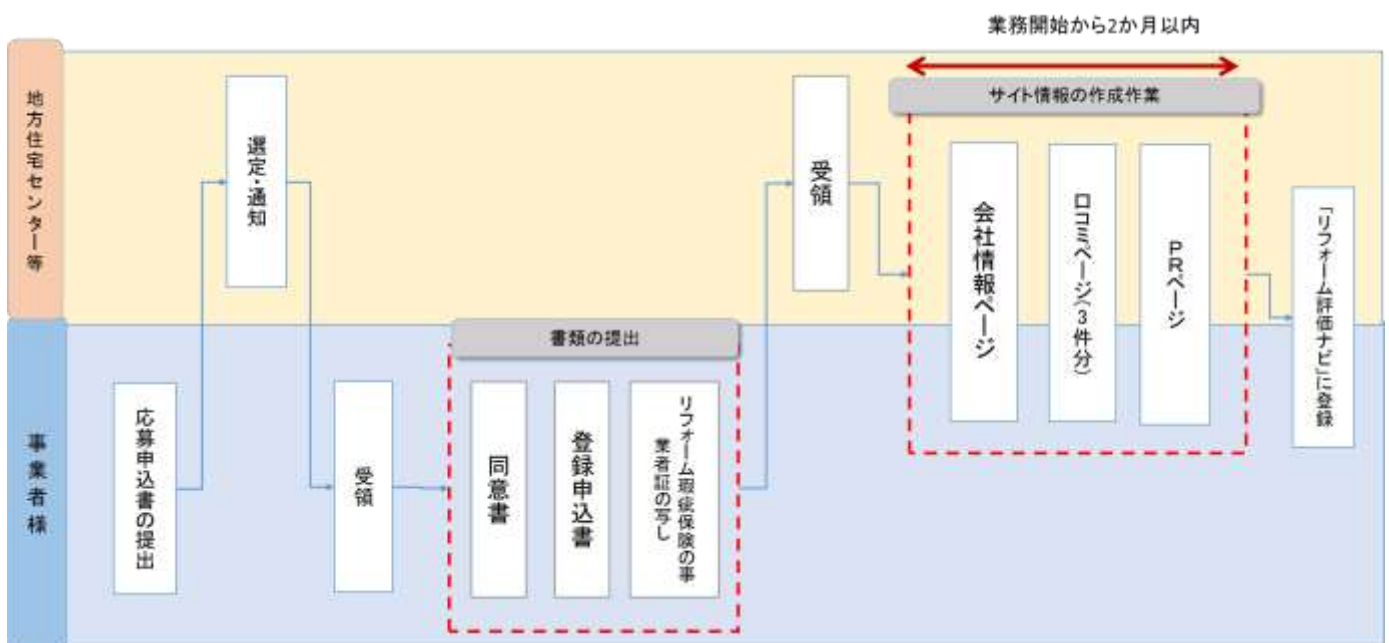 業務開始から2か月以内
地方住宅センター等
選定・通知
受領
サイト情報の作成作業
会社情報ページ
口コミページ(3件分)
PRページ
「リフォーム評価ナビ」に登録
事業者様
応募申込書の提出
受領
書類の提出
同意書
登録申込書
リフォーム瑕疵保険の事
業者証の写し